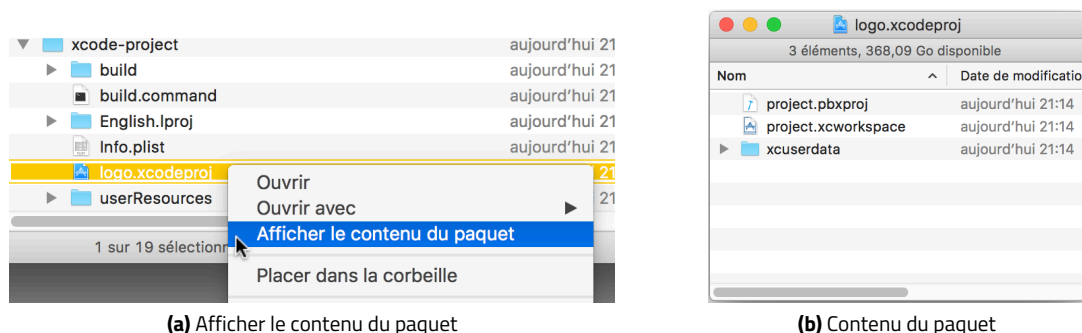 xcode-project aujourd'hui 21
build aujourd'hui 21
build.command aujourd'hui 21
English.lproj aujourd'hui 21
Info.plist aujourd'hui 21
logo.xcodeproj 21
userResources 21
Ouvrir
Ouvrir avec
Afficher le contenu du paquet
1 sur 19 sélectionn
Placer dans la corbeille
(a) Afficher le contenu du paquet
logo.xcodeproj
3 éléments, 368,09 Go disponible
Nom Date de modificatio
project.pbxproj aujourd'hui 21:14
project.xcworkspace aujourd'hui 21:14
xcuserdata aujourd'hui 21:14
(b) Contenu du paquet